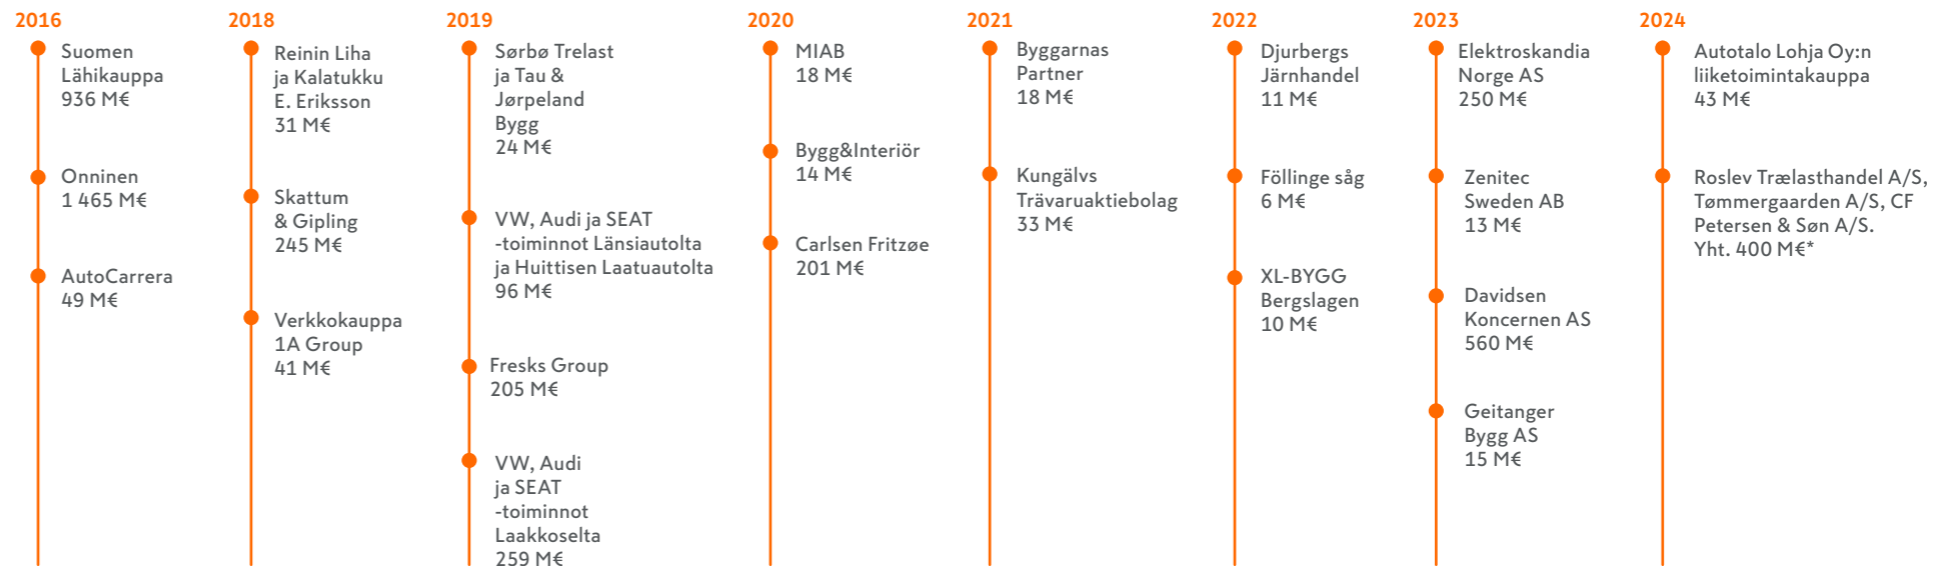 2016
Suomen
Lähikauppa
936 M€
Onninen
1 465 M€
AutoCarrera
49 M€
2018
Reinin Liha
ja Kalatukku
E. Eriksson
31 M€
Skattum
& Gipling
245 M€
Verkkokauppa
1A Group
41 M€
2019
Sørbø Trelast
ja Tau &
Jørpeland
Bygg
24 M€
VW, Audi ja SEAT
-toiminnot Länsiautolta
ja Huittisen Laatuautolta
96 M€
Fresks Group
205 M€
VW, Audi
ja SEAT
-toiminnot
Laakkoselta
259 M€
2020
MIAB
18 M€
Bygg&Interiör
14 M€
Carlsen Fritzøe
201 M€
2021
Byggarnas
Partner
18 M€
Kungälvs
Trävaruaktiebolag
33 M€
2022
Djurbergs
Järnhandel
11 M€
Föllinge såg
6 M€
XL-BYGG
Bergslagen
10 M€
2023
Elektroskandia
Norge AS
250 M€
Zenitec
Sweden AB
13 M€
Davidsen
Koncernen AS
560 M€
Geitanger
Bygg AS
15 M€
2024
Autotalo Lohja Oy:n
liiketoimintakauppa
43 M€
Roslev Trælasthandel A/S,
Tømmergaarden A/S, CF
Petersen & Søn A/S.
Yht. 400 M€*